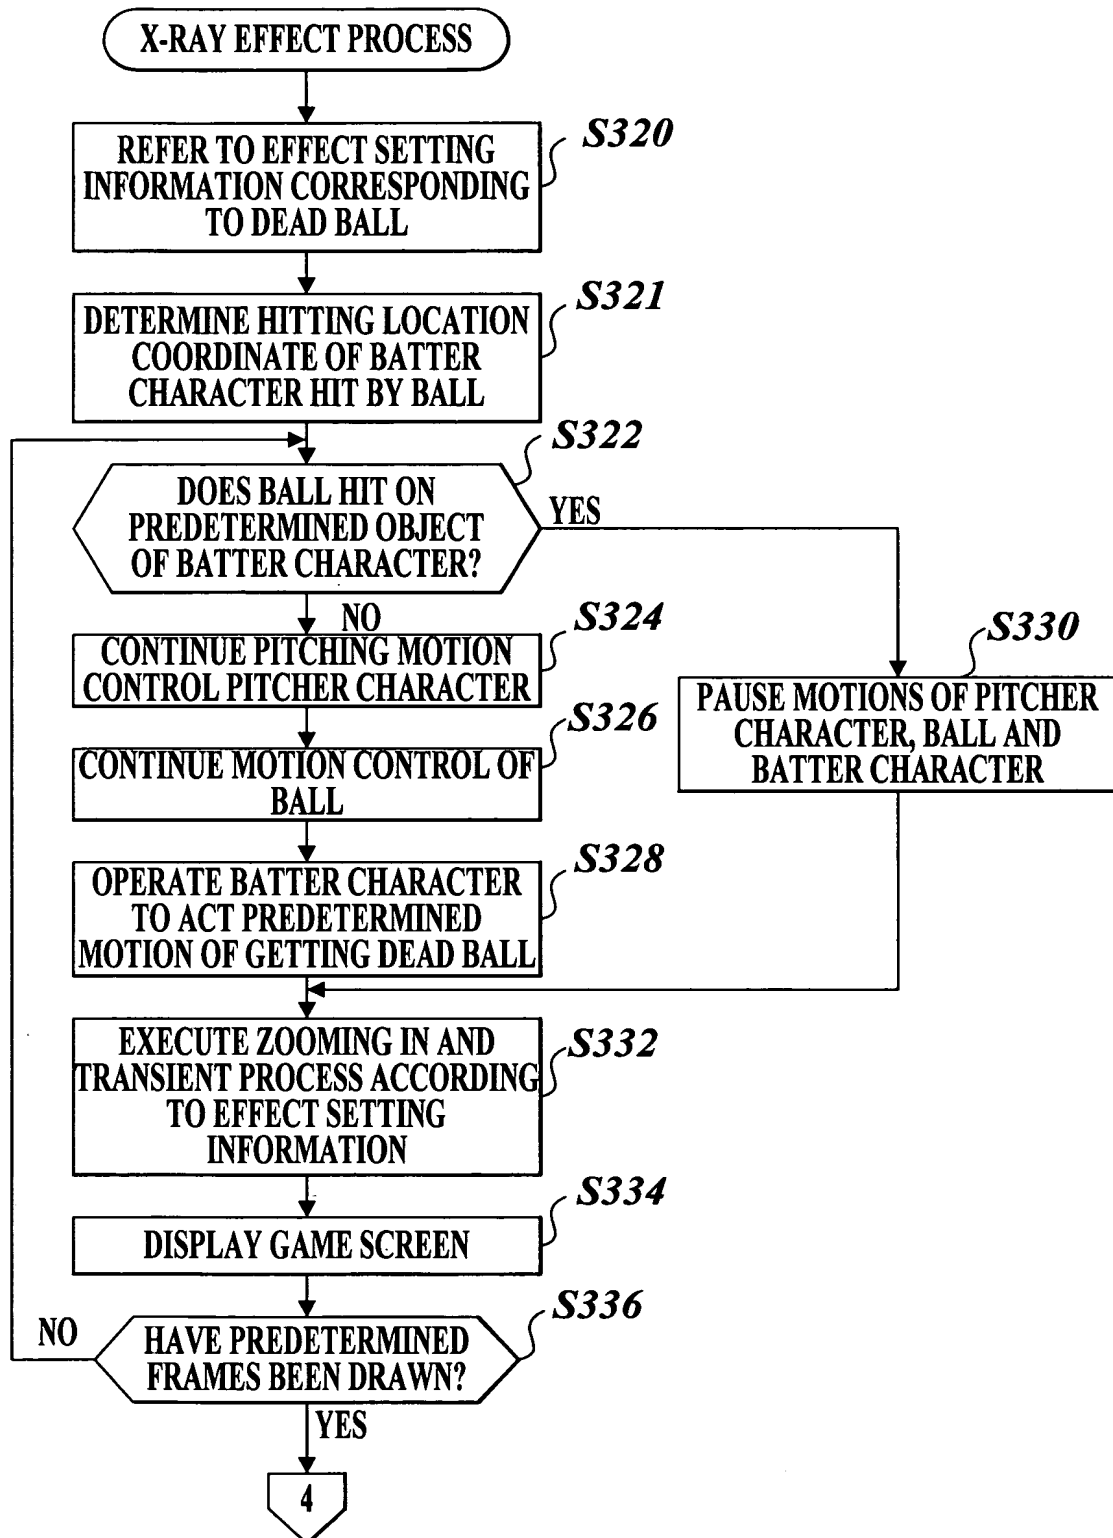 X-RAY EFFECT PROCESS
S320
REFER TO EFFECT SETTING
INFORMATION CORRESPONDING
TO DEAD BALL
S321
DETERMINE HITTING LOCATION
COORDINATE OF BATTER
CHARACTER HIT BY BALL
S322
DOES BALL HIT ON
PREDETERMINED OBJECT
OF BATTER CHARACTER?
YES
NO
S324
CONTINUE PITCHING MOTION
CONTROL PITCHER CHARACTER
S330
PAUSE MOTIONS OF PITCHER
CHARACTER, BALL AND
BATTER CHARACTER
S326
CONTINUE MOTION CONTROL OF
BALL
S328
OPERATE BATTER CHARACTER
TO ACT PREDETERMINED
MOTION OF GETTING DEAD BALL
S332
EXECUTE ZOOMING IN AND
TRANSIENT PROCESS ACCORDING
TO EFFECT SETTING
INFORMATION
S334
DISPLAY GAME SCREEN
S336
NO
HAVE PREDETERMINED
FRAMES BEEN DRAWN?
YES
4